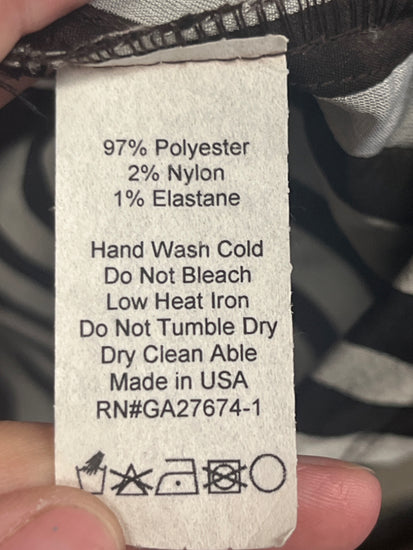 97% Polyester
2% Nylon
1% Elastane
Hand Wash Cold
Do Not Bleach
Low Heat Iron
Do Not Tumble Dry
Dry Clean Able
Made in USA
RN#GA27674-1